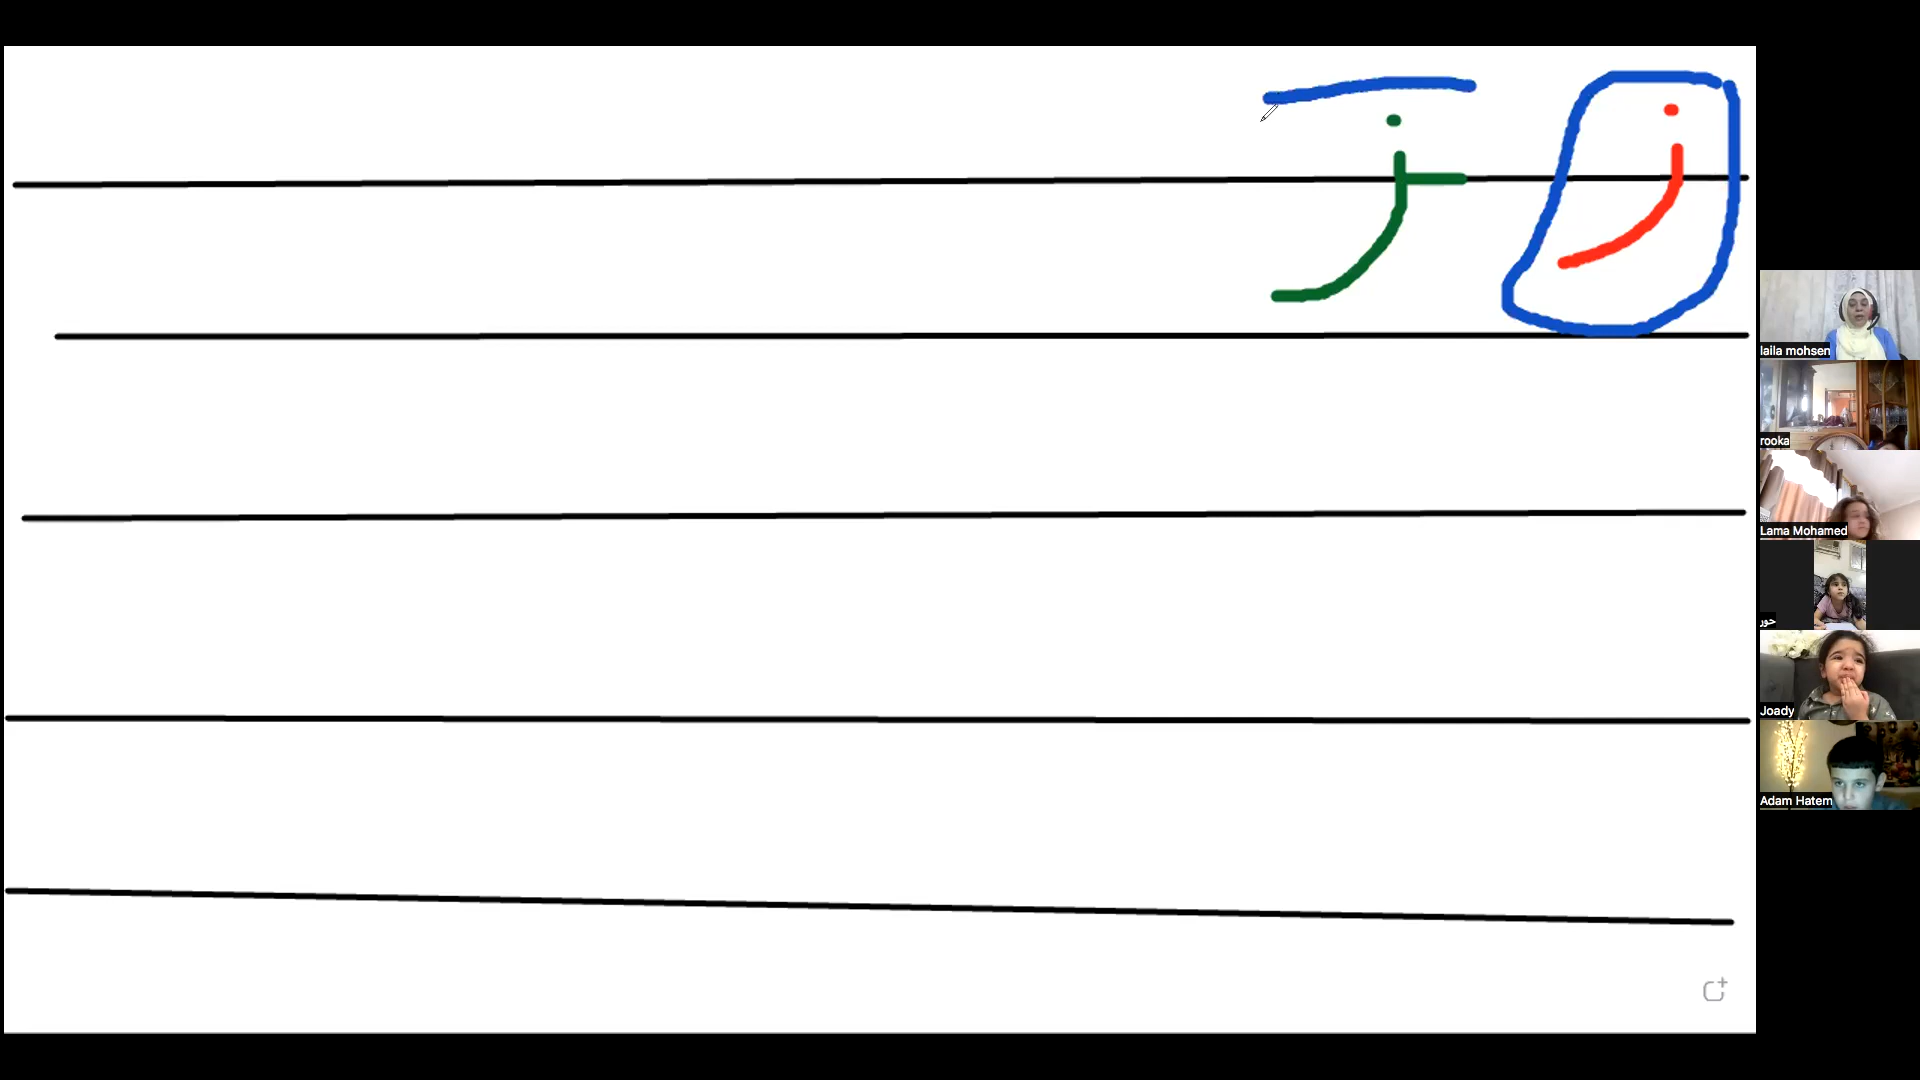 ز ـز
laila mohsen
rooka
Lama Mohamed
حور
Joady
Adam Hatem